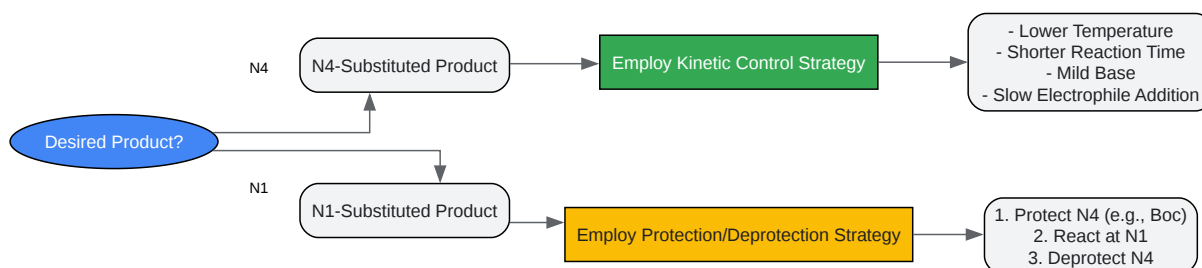 Desired Product?
N4
N4-Substituted Product
Employ Kinetic Control Strategy
- Lower Temperature
- Shorter Reaction Time
- Mild Base
- Slow Electrophile Addition
N1
N1-Substituted Product
Employ Protection/Deprotection Strategy
1. Protect N4 (e.g., Boc)
2. React at N1
3. Deprotect N4